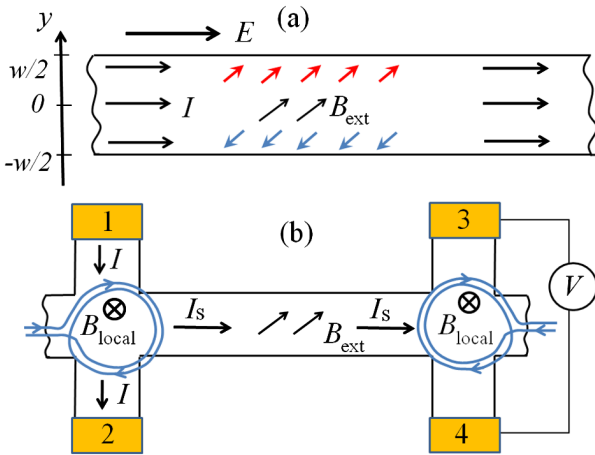 (a)
y
E
w/2
0
I
B_ext
-w/2
1
3
(b)
I
I_S
I_S
V
B_local
B_ext
B_local
I
2
4